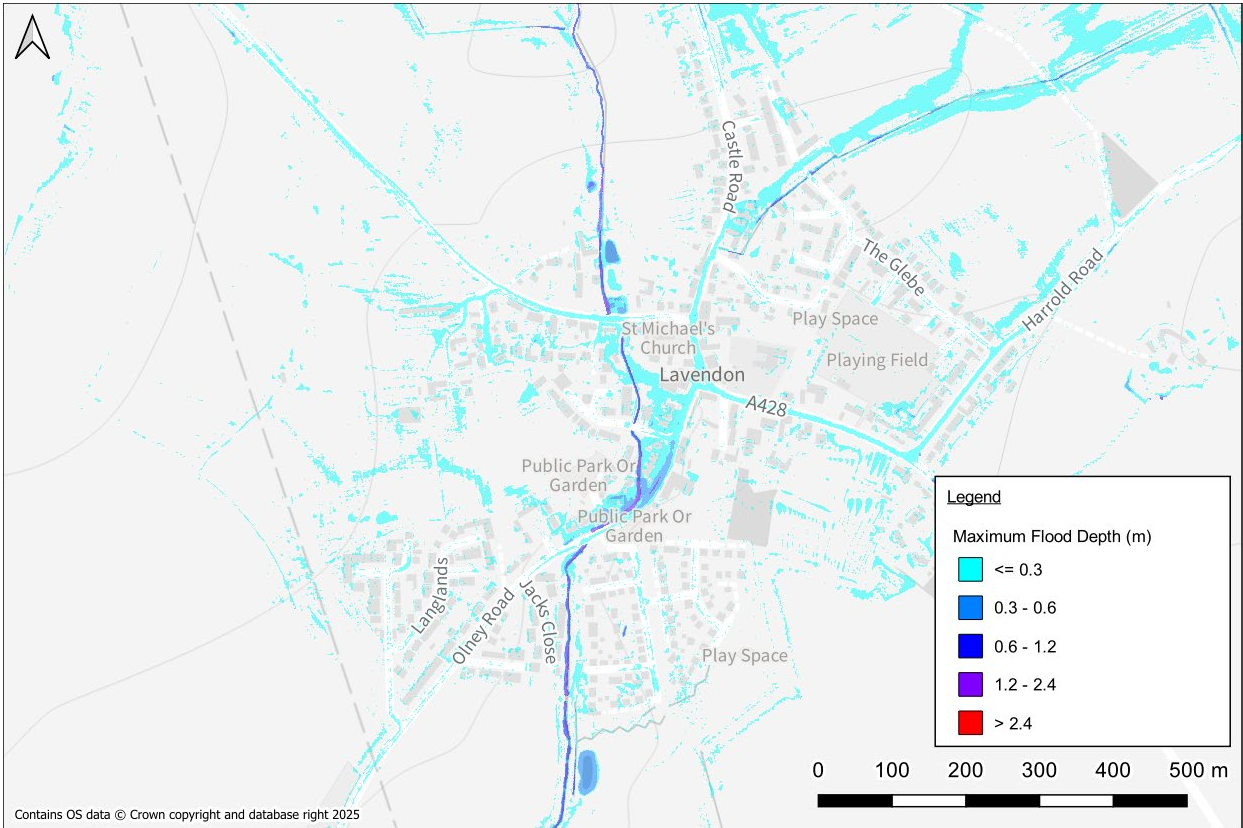 Castle Road
The Glebe
Harrold Road
Play Space
St Michael's
Church
Playing Field
Lavendon
A428
Public Park Or
Garden
Public Park Or
Garden
Langlands
Olney Road
Jacks Close
Play Space
Legend
Maximum Flood Depth (m)
<= 0.3
0.3 - 0.6
0.6 - 1.2
1.2 - 2.4
> 2.4
0 100 200 300 400 500 m
Contains OS data © Crown copyright and database right 2025